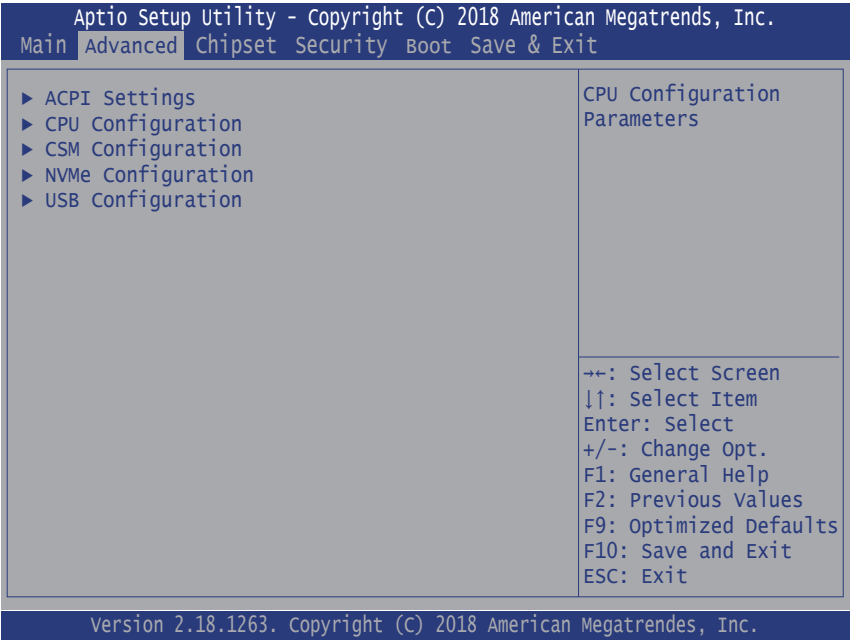 Aptio Setup Utility - Copyright (C) 2018 American Megatrends, Inc.
Main Advanced Chipset Security Boot Save & Exit
▶ ACPI Settings
▶ CPU Configuration
▶ CSM Configuration
▶ NVMe Configuration
▶ USB Configuration
CPU Configuration
Parameters
→←: Select Screen
↓↑: Select Item
Enter: Select
+/-: Change Opt.
F1: General Help
F2: Previous Values
F9: Optimized Defaults
F10: Save and Exit
ESC: Exit
Version 2.18.1263. Copyright (C) 2018 American Megatrendes, Inc.